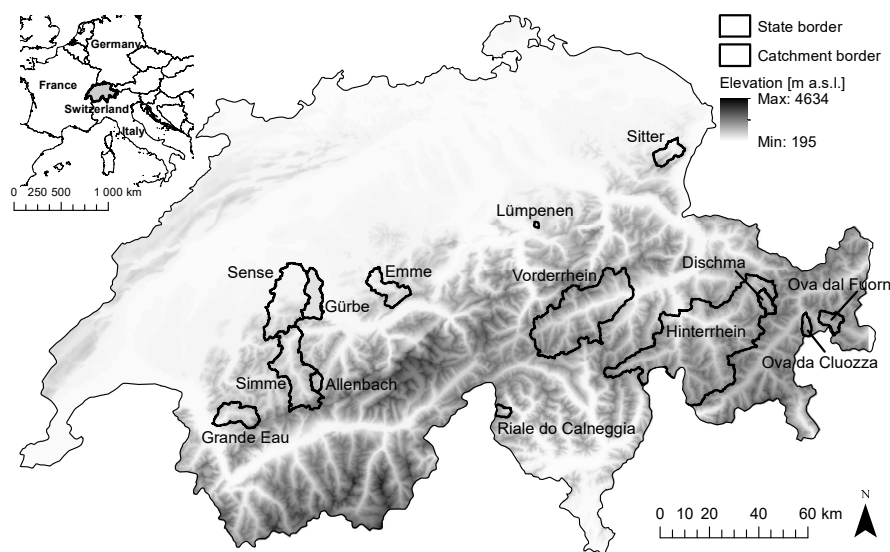 Germany
France
Switzerland
Italy
0 250 500 1 000 km
State border
Catchment border
Elevation [m a.s.l.]
Max: 4634
Min: 195
Sitter
Lümpenen
Sense
Emme
Gürbe
Vorderrhein
Dischma
Ova dal Fuorn
Hinterrhein
Ova da Cluozza
Simme
Allenbach
Grande Eau
Riale do Calneggia
0 10 20 40 60 km
N